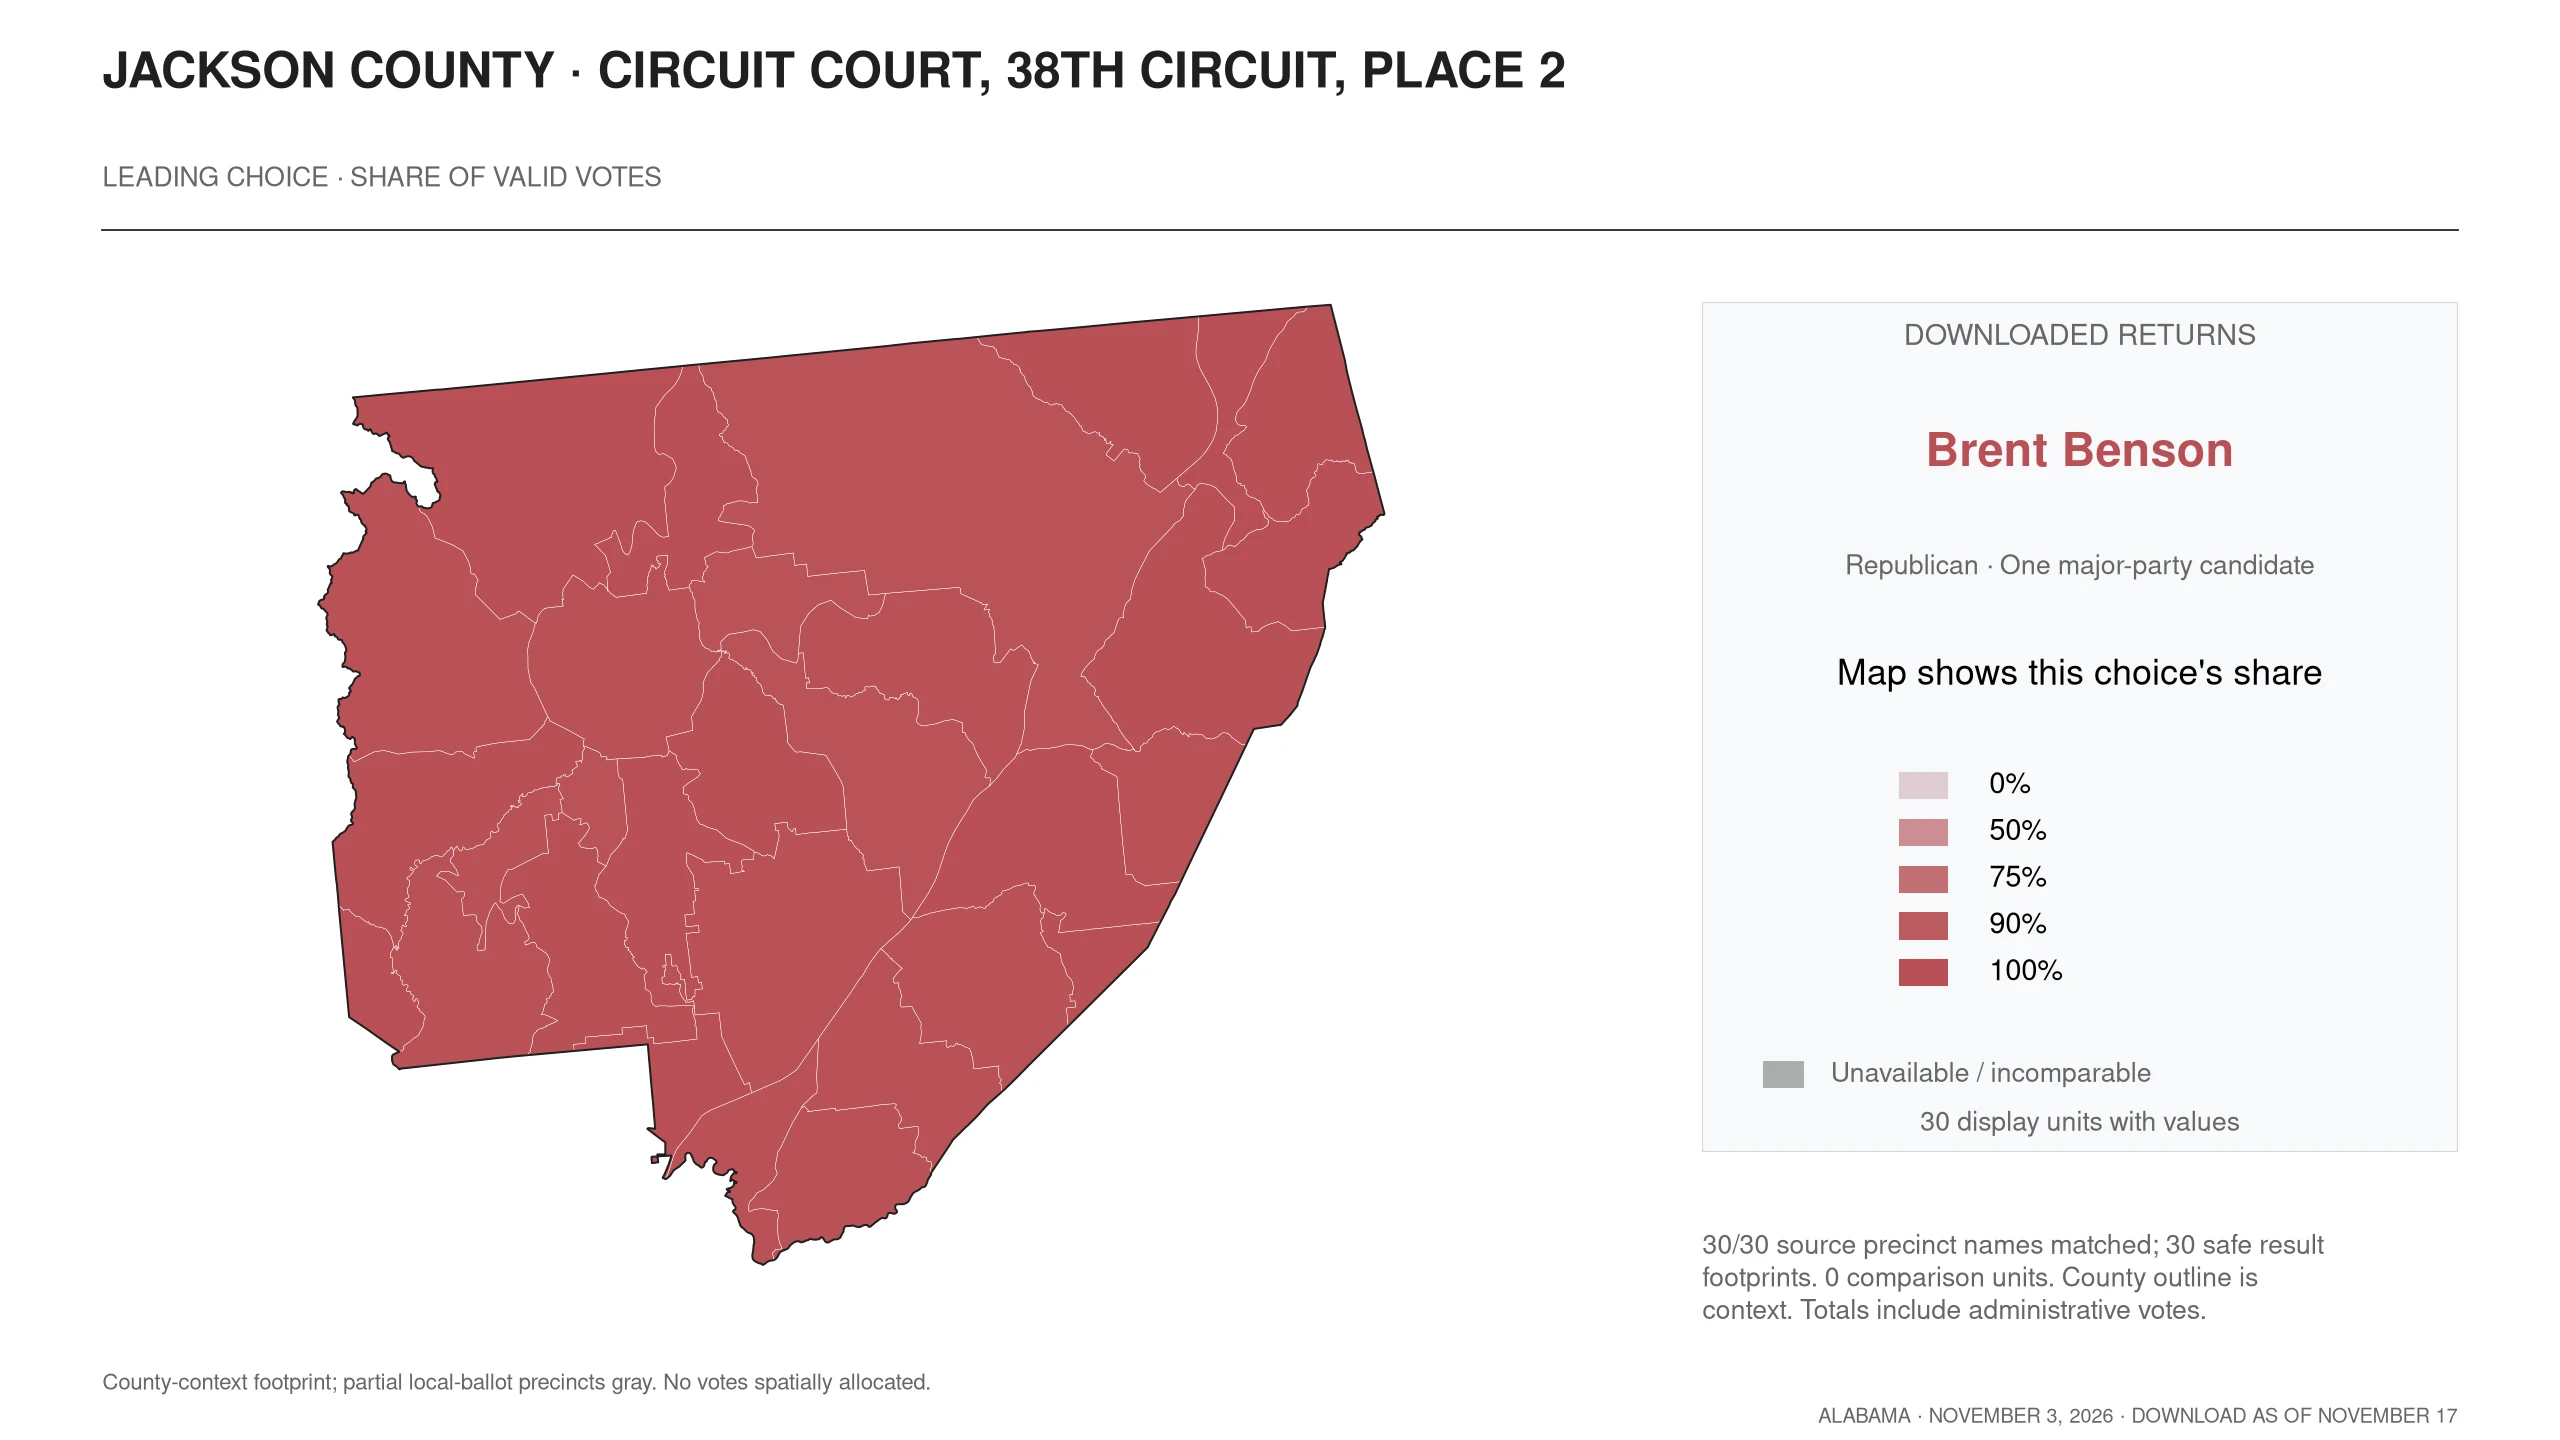 JACKSON COUNTY · CIRCUIT COURT, 38TH CIRCUIT, PLACE 2
LEADING CHOICE · SHARE OF VALID VOTES
DOWNLOADED RETURNS
Brent Benson
Republican · One major-party candidate
Map shows this choice's share
0%
50%
75%
90%
100%
Unavailable / incomparable
30 display units with values
30/30 source precinct names matched; 30 safe result
footprints. 0 comparison units. County outline is
context. Totals include administrative votes.
County-context footprint; partial local-ballot precincts gray. No votes spatially allocated.
ALABAMA · NOVEMBER 3, 2026 · DOWNLOAD AS OF NOVEMBER 17